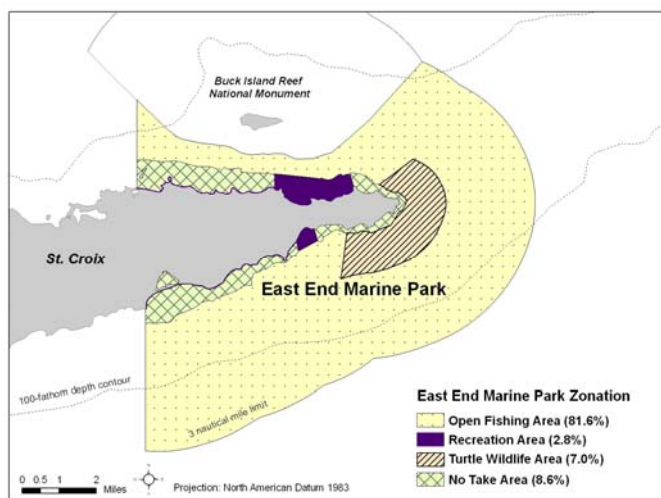 Buck Island Reef
National Monument
St. Croix
East End Marine Park
100-fathom depth contour
3 nautical mile limit
East End Marine Park Zonation
Open Fishing Area (81.6%)
Recreation Area (2.8%)
Turtle Wildlife Area (7.0%)
No Take Area (8.6%)
0 0.5 1 2
Miles
Projection: North American Datum 1983